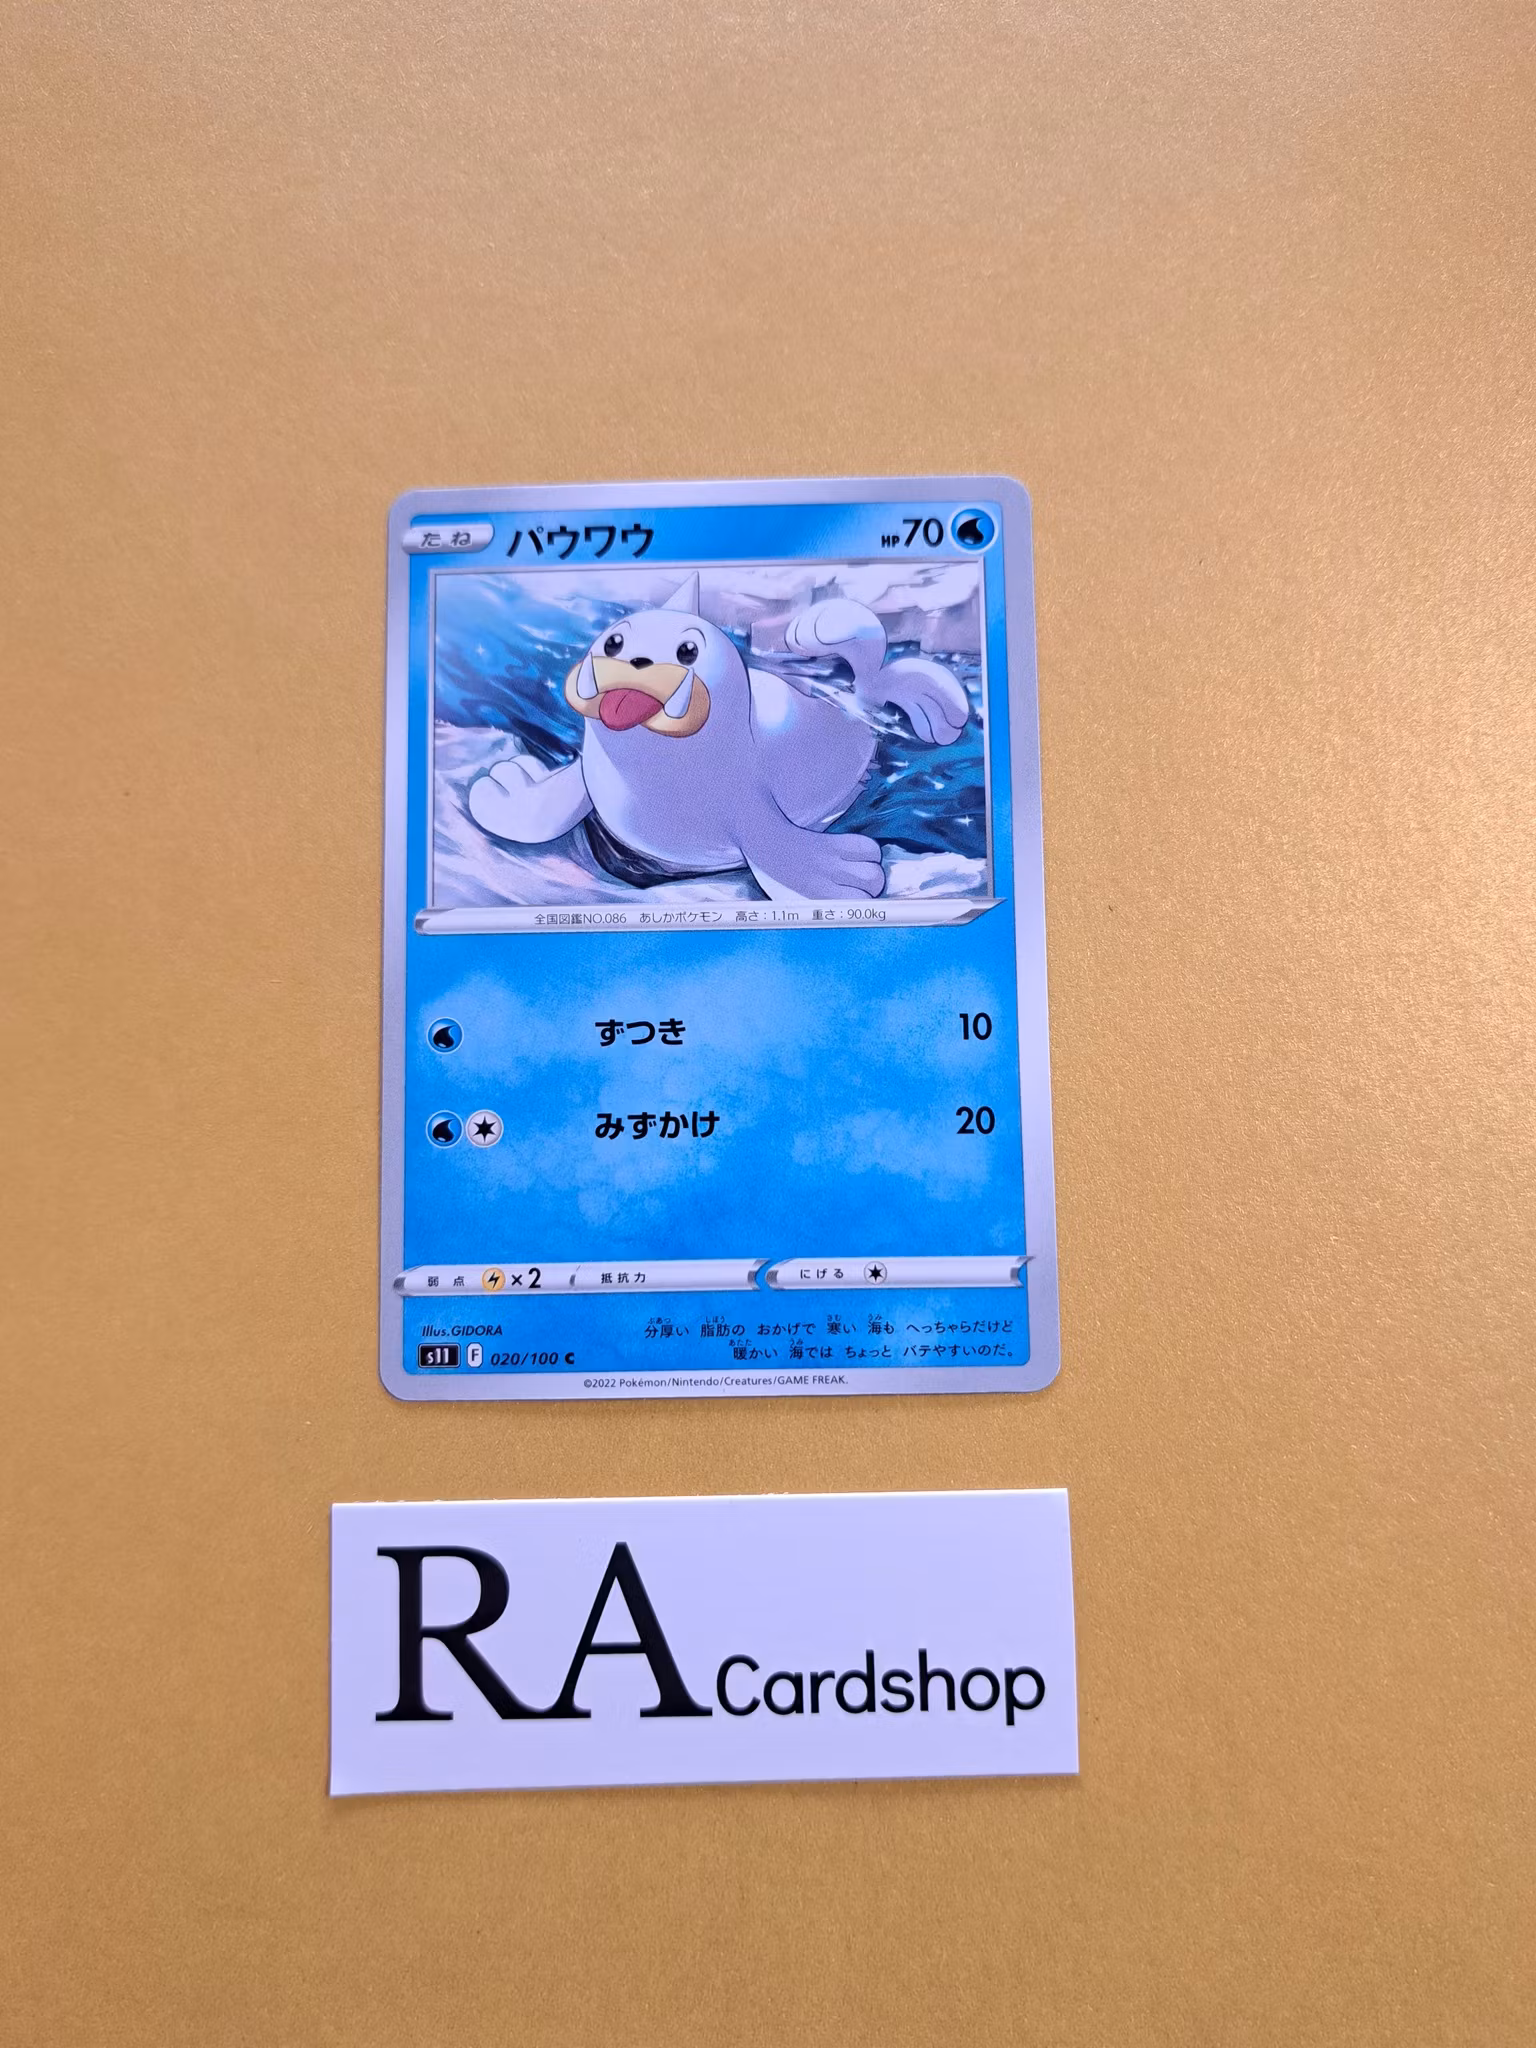 たね パウワウ HP70
全国図鑑NO.086 あしかポケモン 高さ:1.1m 重さ:90.0kg
ずつき 10
みずかけ 20
弱点 ×2 抵抗力 にげる
Illus.GIDORA
分厚い 脂肪の おかげで 寒い 海も へっちゃらだけど
暖かい 海では ちょっと バテやすいのだ。
s11 F 020/100 C
©2022 Pokémon/Nintendo/Creatures/GAME FREAK.
RA Cardshop